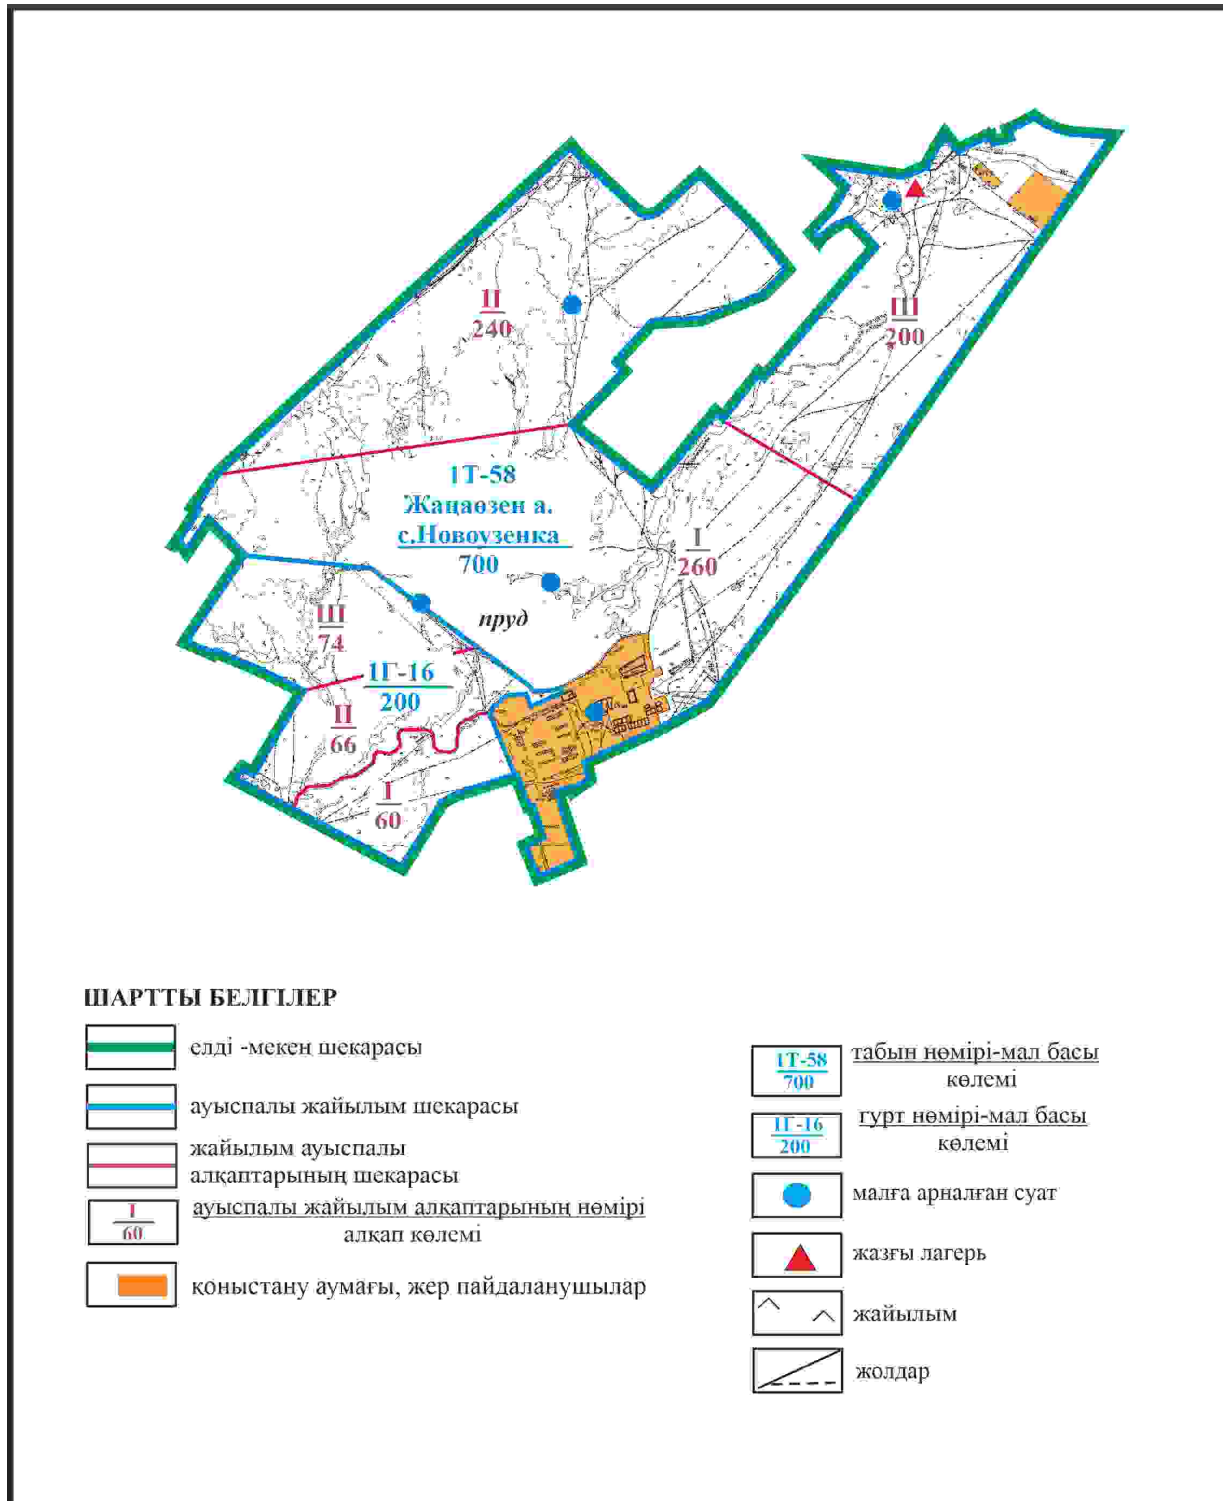 II
240
III
200
1Т-58
Жаңаөзен а.
с.Новоузенка
700
I
260
пруд
III
74
1Г-16
200
II
66
I
60
ШАРТТЫ БЕЛГІЛЕР
елді -мекен шекарасы
ауыспалы жайылым шекарасы
жайылым ауыспалы
алқаптарының шекарасы
I
60
ауыспалы жайылым алқаптарының нөмірі
алқап көлемі
қоныстану аумағы, жер пайдаланушылар
1Т-58
700
табын нөмірі-мал басы
көлемі
1Г-16
200
гурт нөмірі-мал басы
көлемі
малға арналған суат
жазғы лагерь
жайылым
жолдар